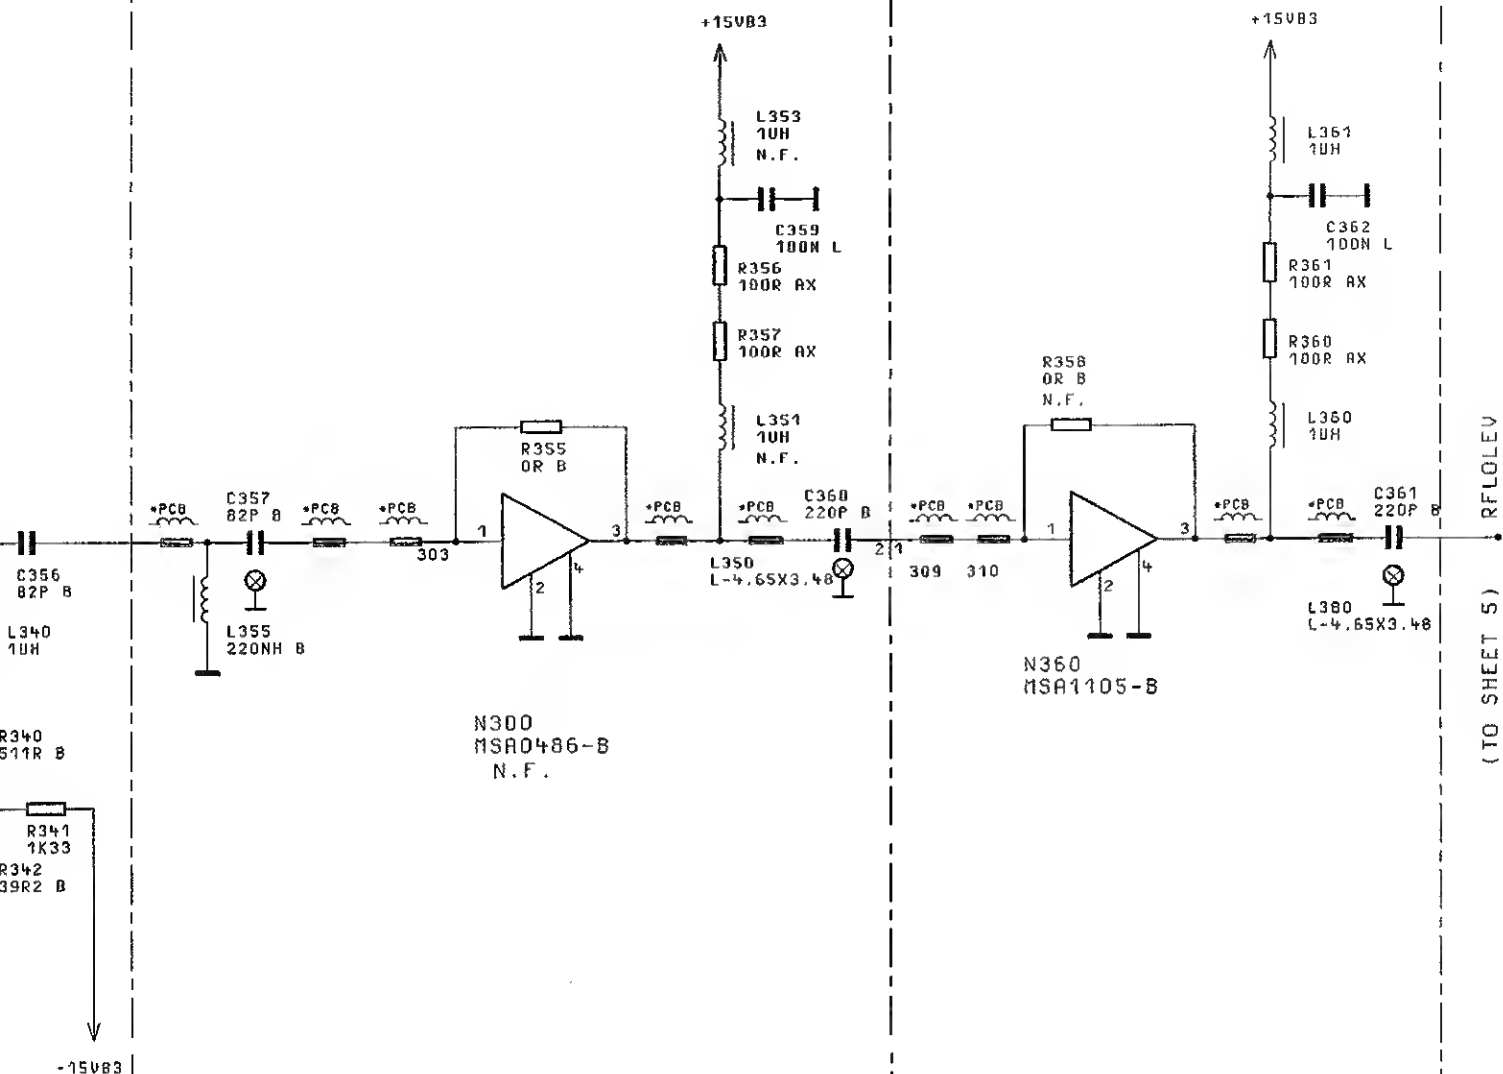 +15VB3
+15VB3
L353
1UH
N.F.
L361
1UH
C359
100N L
C362
100N L
R356
100R AX
R361
100R AX
R357
100R AX
R360
100R AX
R358
0R B
N.F.
L351
1UH
N.F.
L360
1UH
R355
0R B
*PCB
C357
82P B
*PCB
*PCB
303
1
3
2
4
*PCB
*PCB
C360
220P B
2
1
*PCB
*PCB
309
310
1
3
2
4
*PCB
*PCB
C361
220P B
C356
82P B
L350
L-4.65X3.48
L380
L-4.65X3.48
L340
1UH
L355
220NH B
N360
MSA1105-B
N300
MSA0486-B
N.F.
R340
511R B
R341
1K33
R342
39R2 B
-15VB3
RFLOLEV
(TO SHEET 5)